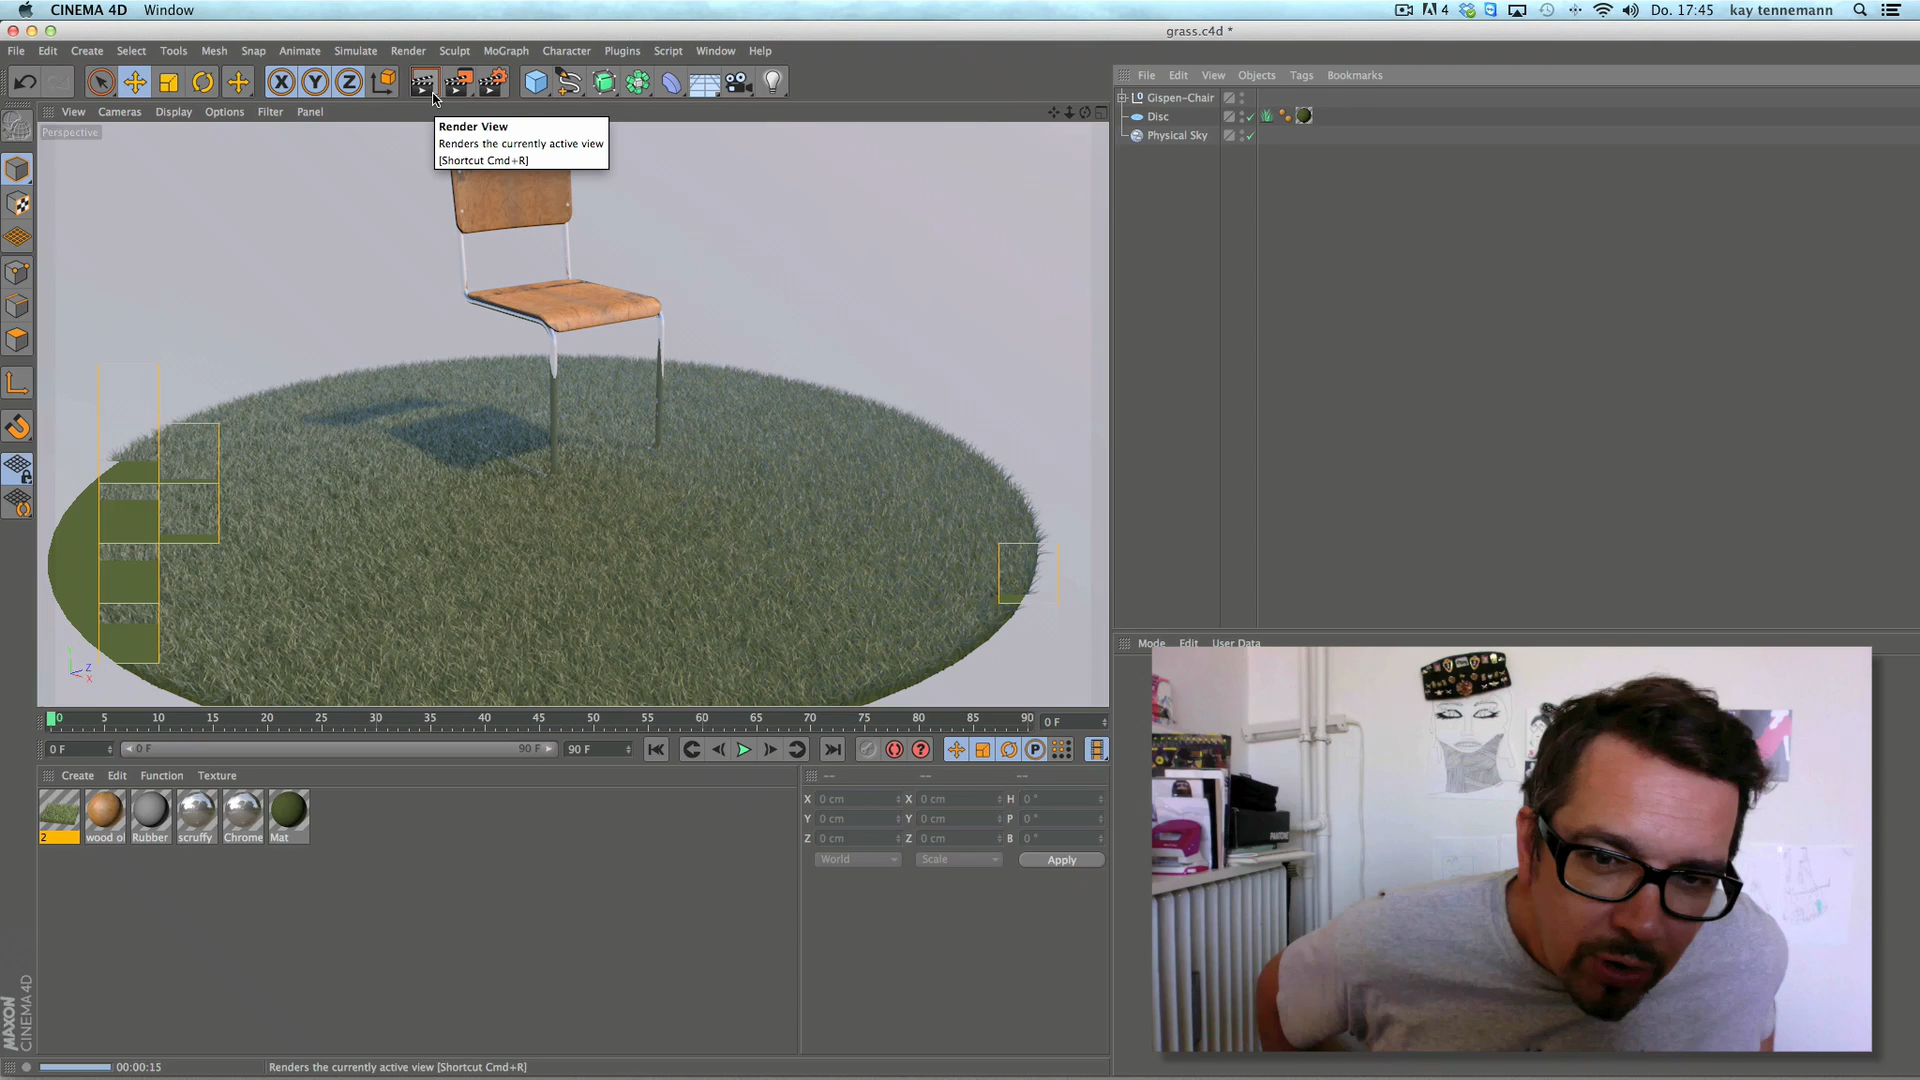 CINEMA 4D Window
4 Do. 17:45 kay tennemann
grass.c4d *
File Edit Create Select Tools Mesh Snap Animate Simulate Render Sculpt MoGraph Character Plugins Script Window Help
X Y Z
File Edit View Objects Tags Bookmarks
Gispen-Chair
Disc
Physical Sky
View Cameras Display Options Filter Panel
Perspective
Render View
Renders the currently active view
[Shortcut Cmd+R]
Y
Z
X
0 5 10 15 20 25 30 35 40 45 50 55 60 65 70 75 80 85 90 0 F
0 F 0 F 90 F 90 F
P
Mode Edit User Data
Create Edit Function Texture
-- -- --
2 wood ol Rubber scruffy Chrome Mat
X 0 cm X 0 cm H 0 °
Y 0 cm Y 0 cm P 0 °
Z 0 cm Z 0 cm B 0 °
World Scale Apply
PANTONE
MAXON
CINEMA 4D
00:00:15 Renders the currently active view [Shortcut Cmd+R]